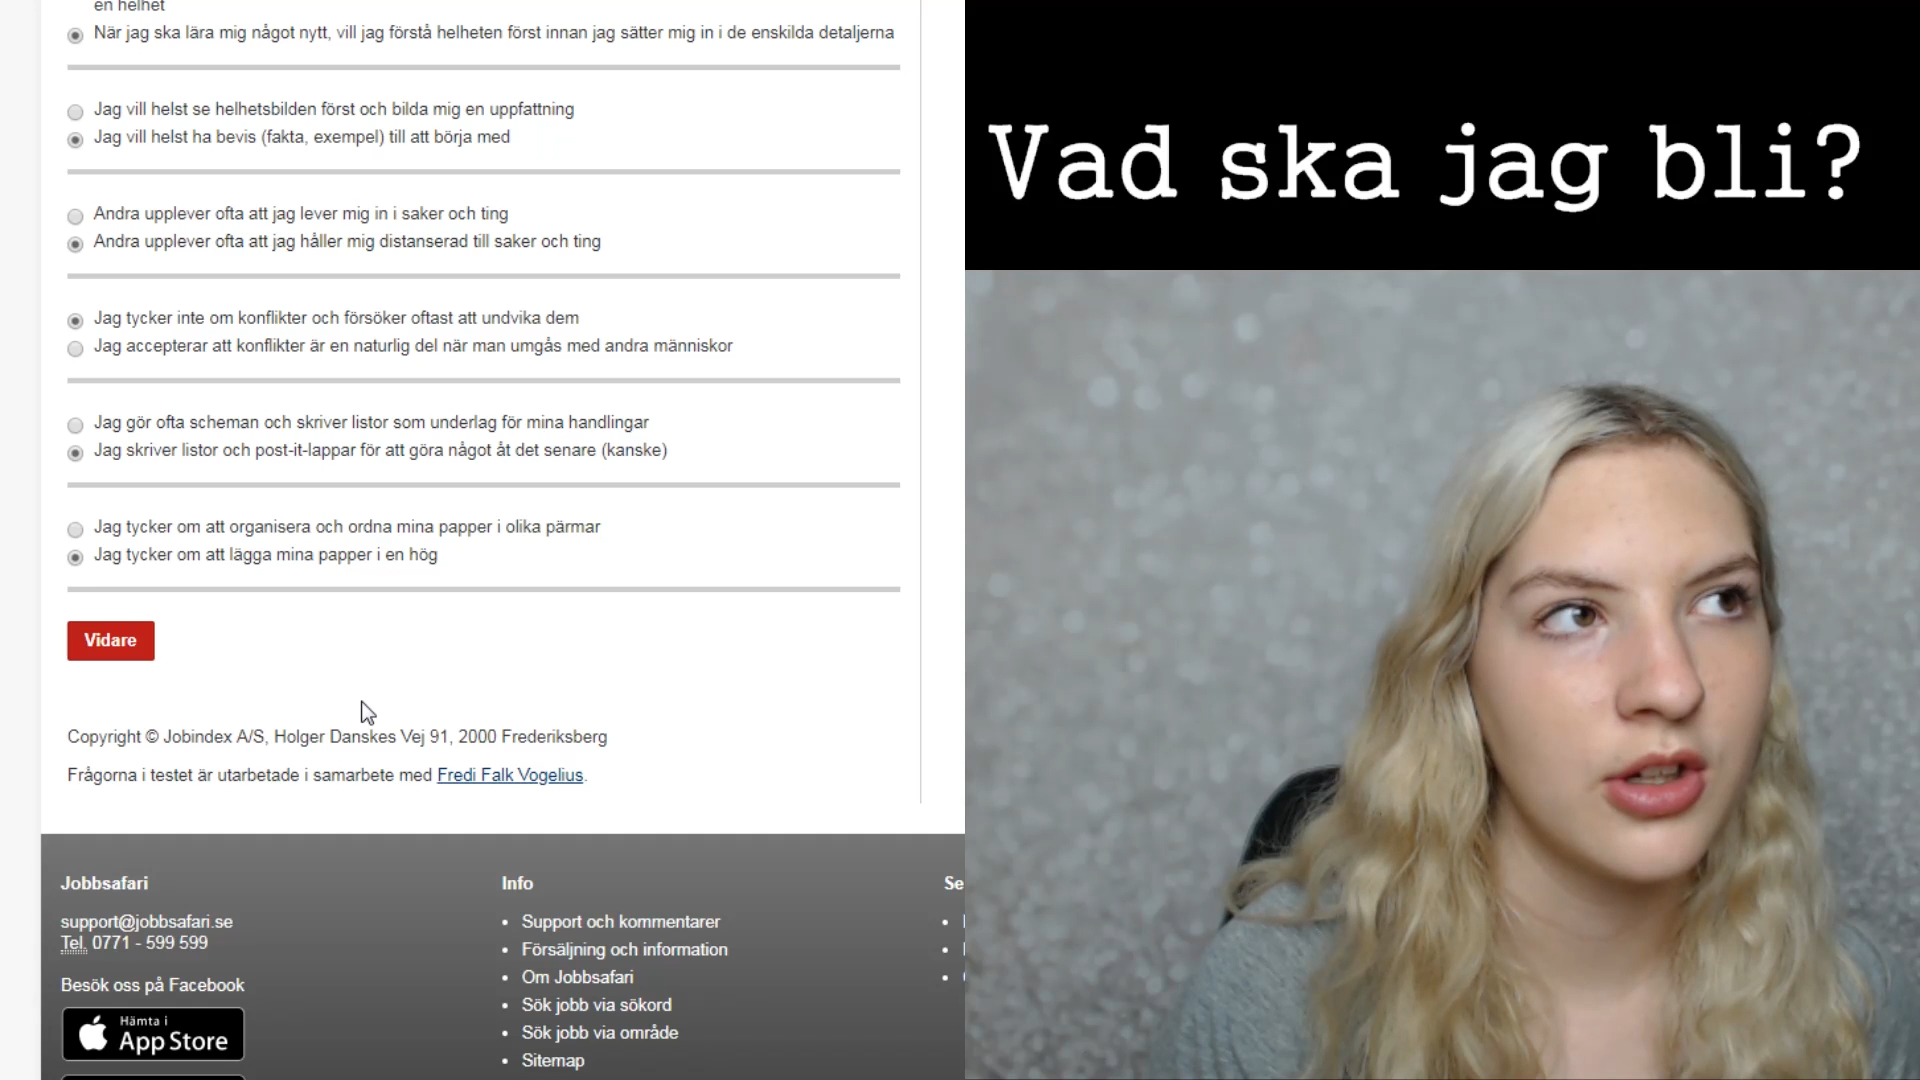 en helhet
När jag ska lära mig något nytt, vill jag förstå helheten först innan jag sätter mig in i de enskilda detaljerna
Jag vill helst se helhetsbilden först och bilda mig en uppfattning
Jag vill helst ha bevis (fakta, exempel) till att börja med
Andra upplever ofta att jag lever mig in i saker och ting
Andra upplever ofta att jag håller mig distanserad till saker och ting
Jag tycker inte om konflikter och försöker oftast att undvika dem
Jag accepterar att konflikter är en naturlig del när man umgås med andra människor
Jag gör ofta scheman och skriver listor som underlag för mina handlingar
Jag skriver listor och post-it-lappar för att göra något åt det senare (kanske)
Jag tycker om att organisera och ordna mina papper i olika pärmar
Jag tycker om att lägga mina papper i en hög
Vidare
Copyright © Jobindex A/S, Holger Danskes Vej 91, 2000 Frederiksberg
Frågorna i testet är utarbetade i samarbete med Fredi Falk Vogelius.
Jobbsafari
support@jobbsafari.se
Tel. 0771 - 599 599
Besök oss på Facebook
Hämta i
App Store
Info
Support och kommentarer
Försäljning och information
Om Jobbsafari
Sök jobb via sökord
Sök jobb via område
Sitemap
Vad ska jag bli?